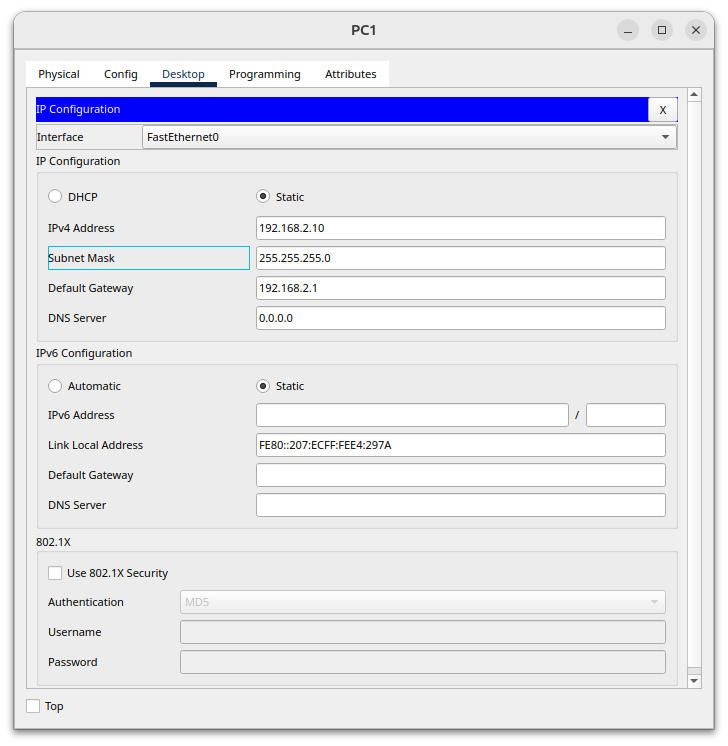 PC1
Physical Config Desktop Programming Attributes
IP Configuration X
Interface FastEthernet0
IP Configuration
DHCP Static
IPv4 Address 192.168.2.10
Subnet Mask 255.255.255.0
Default Gateway 192.168.2.1
DNS Server 0.0.0.0
IPv6 Configuration
Automatic Static
IPv6 Address /
Link Local Address FE80::207:ECFF:FEE4:297A
Default Gateway
DNS Server
802.1X
Use 802.1X Security
Authentication MD5
Username
Password
Top